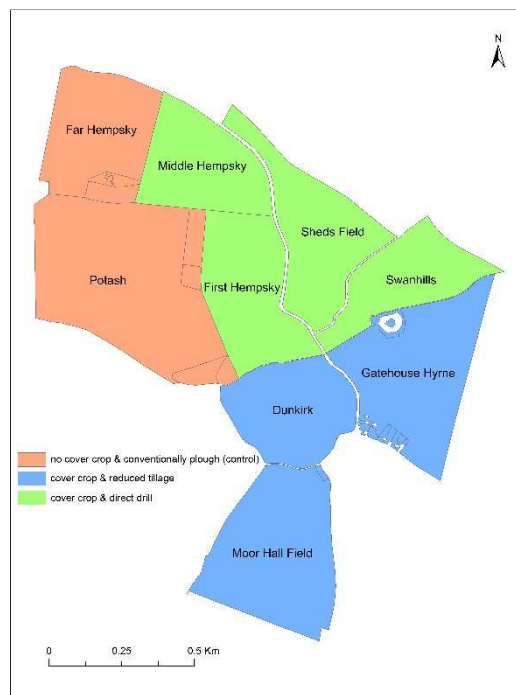 N
Far Hempsky
Middle Hempsky
Sheds Field
Potash
First Hempsky
Swanhills
Gatehouse Hyrne
Dunkirk
no cover crop & conventionally plough (control)
cover crop & reduced tillage
cover crop & direct drill
Moor Hall Field
0 0.25 0.5 Km